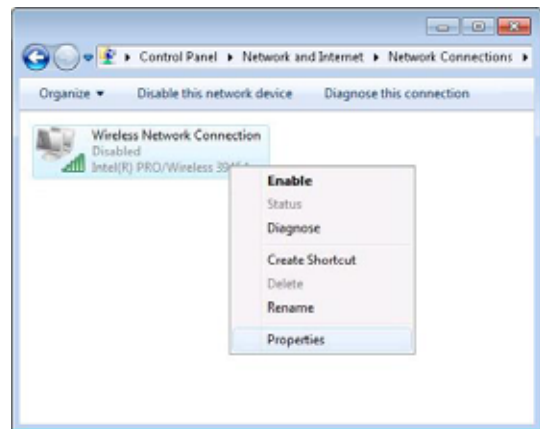 Control Panel ▸ Network and Internet ▸ Network Connections ▸
Organize ▾ Disable this network device Diagnose this connection
Wireless Network Connection
Disabled
Intel(R) PRO/Wireless
Enable
Status
Diagnose
Create Shortcut
Delete
Rename
Properties